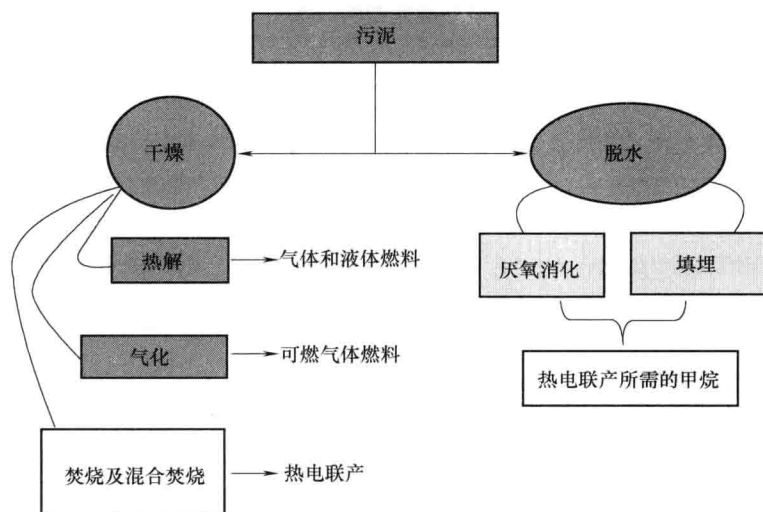 污泥
干燥
脱水
热解
气体和液体燃料
厌氧消化
填埋
气化
可燃气体燃料
热电联产所需的甲烷
焚烧及混合焚烧
热电联产